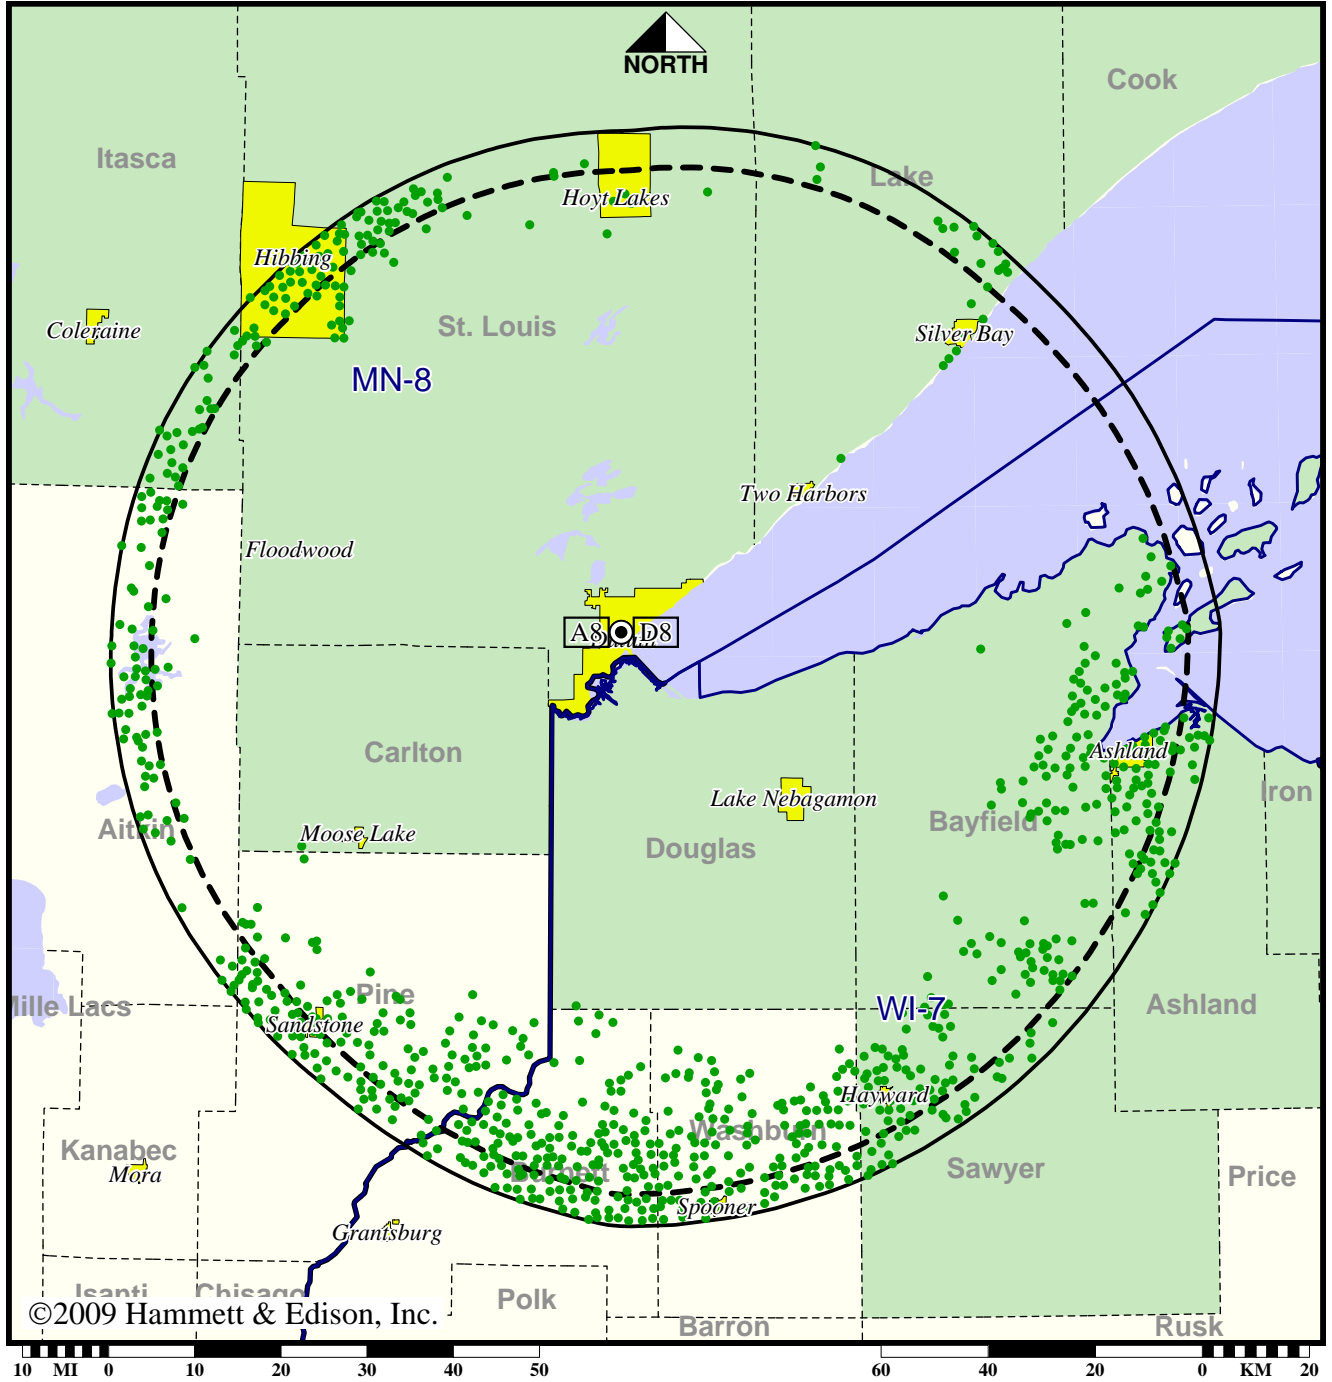 NORTH
Cook
Itasca
Lake
Hoyt Lakes
Hibbing
Coleraine
St. Louis
Silver Bay
MN-8
Two Harbors
Floodwood
A8
D8
Carlton
Ashland
Iron
Lake Nebagamon
Aitkin
Moose Lake
Bayfield
Douglas
Mille Lacs
Pine
WI-7
Ashland
Sandstone
Hayward
Washburn
Kanabec
Mora
Burnett
Sawyer
Price
Spooner
Grantsburg
Isanti
Chisago
Polk
©2009 Hammett & Edison, Inc.
Barron
Rusk
10 MI 0 10 20 30 40 50
60 40 20 0 KM 20